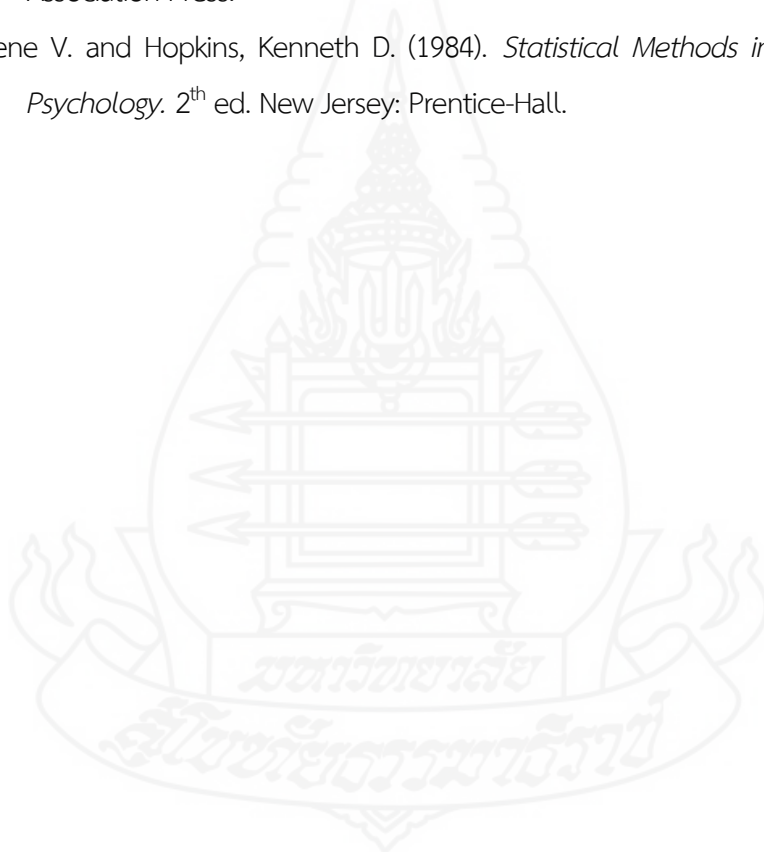 Association Press.
ene V. and Hopkins, Kenneth D. (1984). Statistical Methods in
Psychology. 2th ed. New Jersey: Prentice-Hall.
มหาวิทยาลัย
สุโขทัยธรรมาธิราช